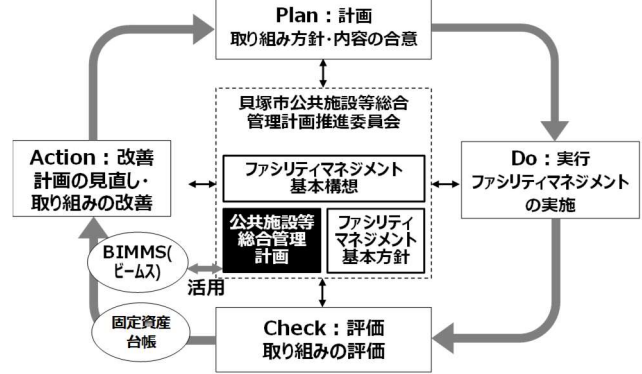 Plan：計画
取り組み方針・内容の合意
貝塚市公共施設等総合
管理計画推進委員会
Action：改善
計画の見直し・
取り組みの改善
ファシリティマネジメント
基本構想
Do：実行
ファシリティマネジメント
の実施
公共施設等
総合管理
計画
ファシリティ
マネジメント
基本方針
BIMMS(
ビームス)
活用
固定資産
台帳
Check：評価
取り組みの評価